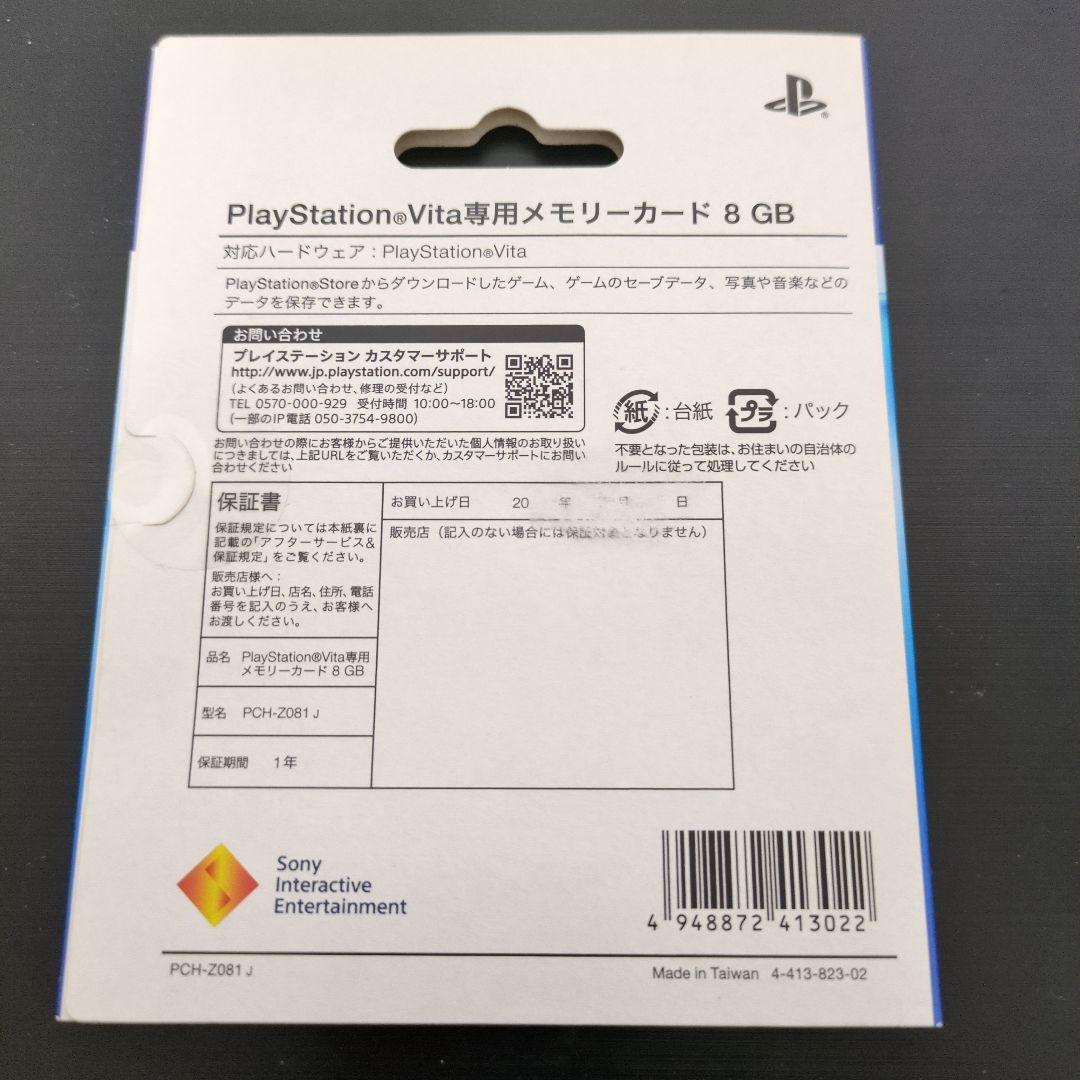 PlayStation®Vita専用メモリーカード 8 GB
対応ハードウェア：PlayStation®Vita
PlayStation®Storeからダウンロードしたゲーム、ゲームのセーブデータ、写真や音楽などの
データを保存できます。
お問い合わせ
プレイステーション カスタマーサポート
http://www.jp.playstation.com/support/
（よくあるお問い合わせ、修理の受付など）
TEL 0570-000-929 受付時間 10:00～18:00
（一部のIP電話 050-3754-9800）
お問い合わせの際にお客様からご提供いただいた個人情報のお取り扱い
につきましては、上記URLをご覧いただくか、カスタマーサポートにお問い
合わせください
紙：台紙 プラ：パック
不要となった包装は、お住まいの自治体の
ルールに従って処理してください
保証書
保証規定については本紙裏に
記載の「アフターサービス&
保証規定」をご覧ください。
販売店様へ：
お買い上げ日、店名、住所、電話
番号を記入のうえ、お客様へ
お渡しください。
お買い上げ日 20 年 月 日
販売店（記入のない場合には保証対象となりません）
品名 PlayStation®Vita専用
メモリーカード 8 GB
型名 PCH-Z081 J
保証期間 1年
Sony
Interactive
Entertainment
4 948872 413022
PCH-Z081 J
Made in Taiwan 4-413-823-02